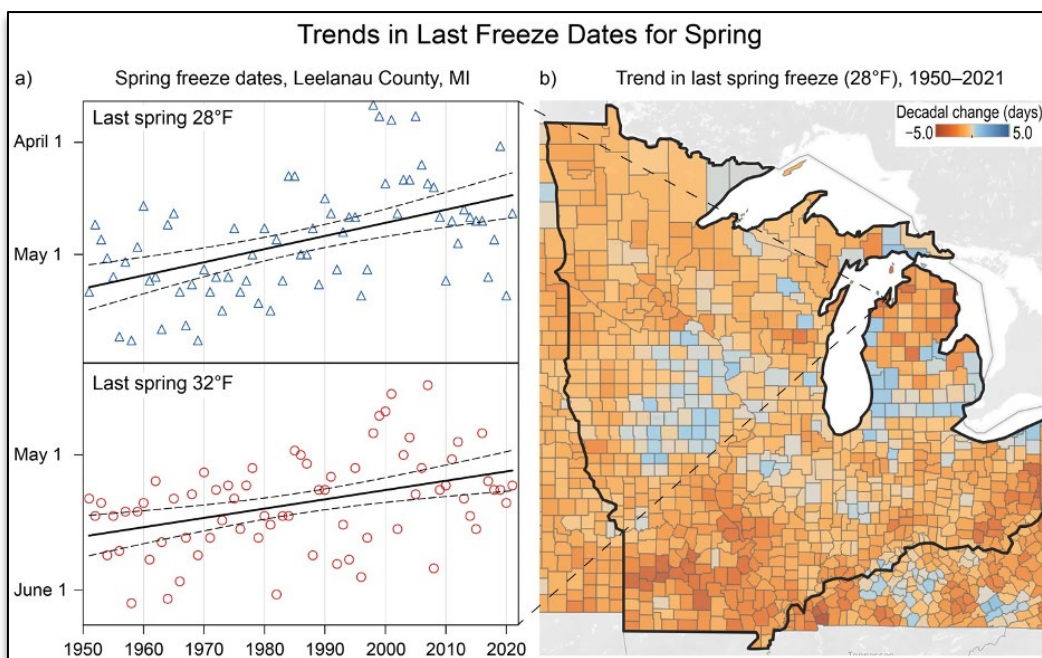 Trends in Last Freeze Dates for Spring
a) Spring freeze dates, Leelanau County, MI
Last spring 28°F
April 1
May 1
Last spring 32°F
May 1
June 1
1950 1960 1970 1980 1990 2000 2010 2020
b) Trend in last spring freeze (28°F), 1950–2021
Decadal change (days)
−5.0 5.0
Tennessee